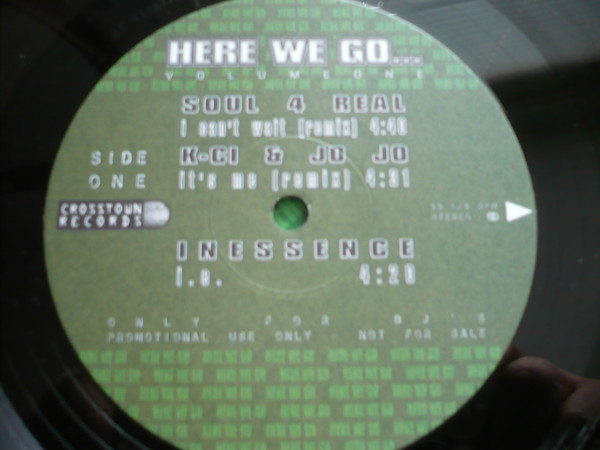 HERE WE GO...
VOLUME ONE
SOUL 4 REAL
I can't wait (remix) 4:40
SIDE ONE
K-CI & JO JO
It's me (remix) 4:31
CROSSTOWN RECORDS
STEREO
INESSENCE
I.e. 4:20
ONLY FOR DJ'S
PROMOTIONAL USE ONLY NOT FOR SALE